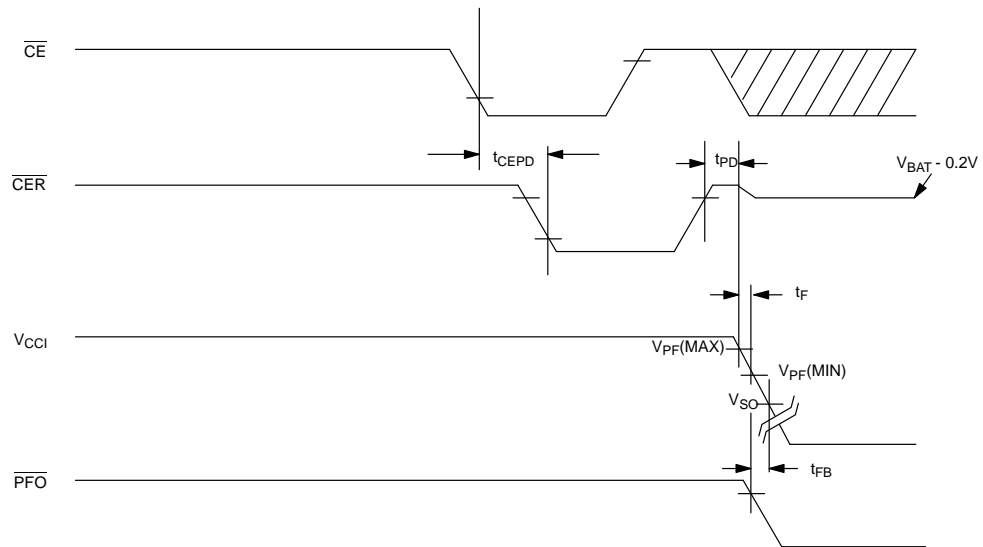 CE
tCEPD
tPD
VBAT - 0.2V
CER
tF
VCCI
VPF(MAX)
VPF(MIN)
VSO
tFB
PFO